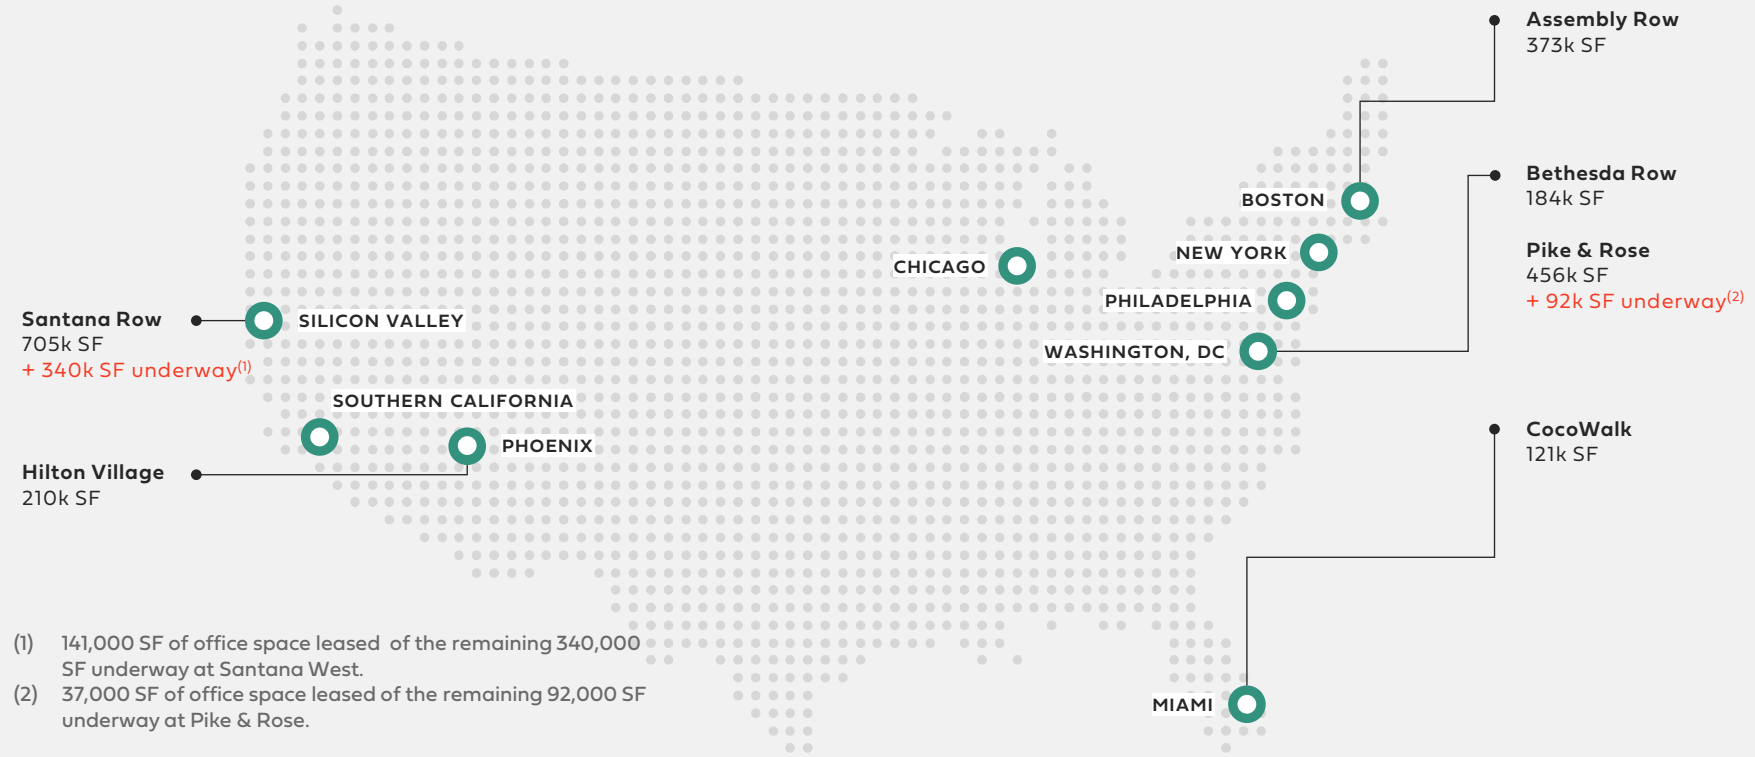 Assembly Row
373k SF
Bethesda Row
184k SF
BOSTON
Pike & Rose
456k SF
+ 92k SF underway(2)
NEW YORK
CHICAGO
PHILADELPHIA
Santana Row
705k SF
+ 340k SF underway(1)
SILICON VALLEY
WASHINGTON, DC
SOUTHERN CALIFORNIA
PHOENIX
CocoWalk
121k SF
Hilton Village
210k SF
MIAMI
(1) 141,000 SF of office space leased of the remaining 340,000
SF underway at Santana West.
(2) 37,000 SF of office space leased of the remaining 92,000 SF
underway at Pike & Rose.